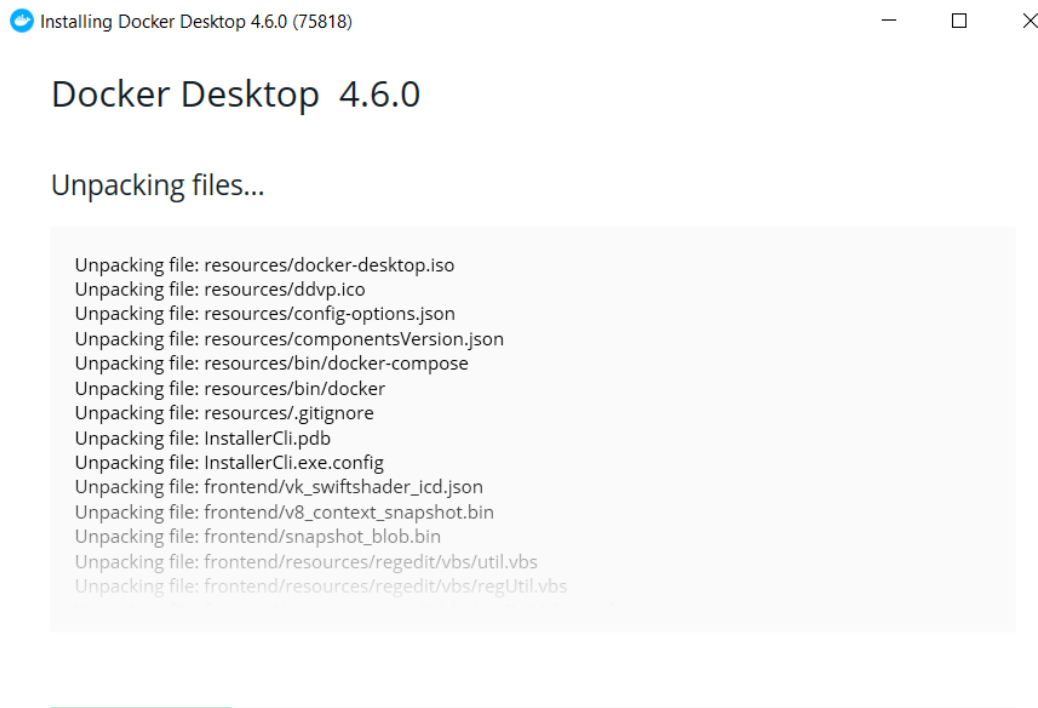 Installing Docker Desktop 4.6.0 (75818)
Docker Desktop 4.6.0
Unpacking files...
Unpacking file: resources/docker-desktop.iso
Unpacking file: resources/ddvp.ico
Unpacking file: resources/config-options.json
Unpacking file: resources/componentsVersion.json
Unpacking file: resources/bin/docker-compose
Unpacking file: resources/bin/docker
Unpacking file: resources/.gitignore
Unpacking file: InstallerCli.pdb
Unpacking file: InstallerCli.exe.config
Unpacking file: frontend/vk_swiftshader_icd.json
Unpacking file: frontend/v8_context_snapshot.bin
Unpacking file: frontend/snapshot_blob.bin
Unpacking file: frontend/resources/regedit/vbs/util.vbs
Unpacking file: frontend/resources/regedit/vbs/regUtil.vbs